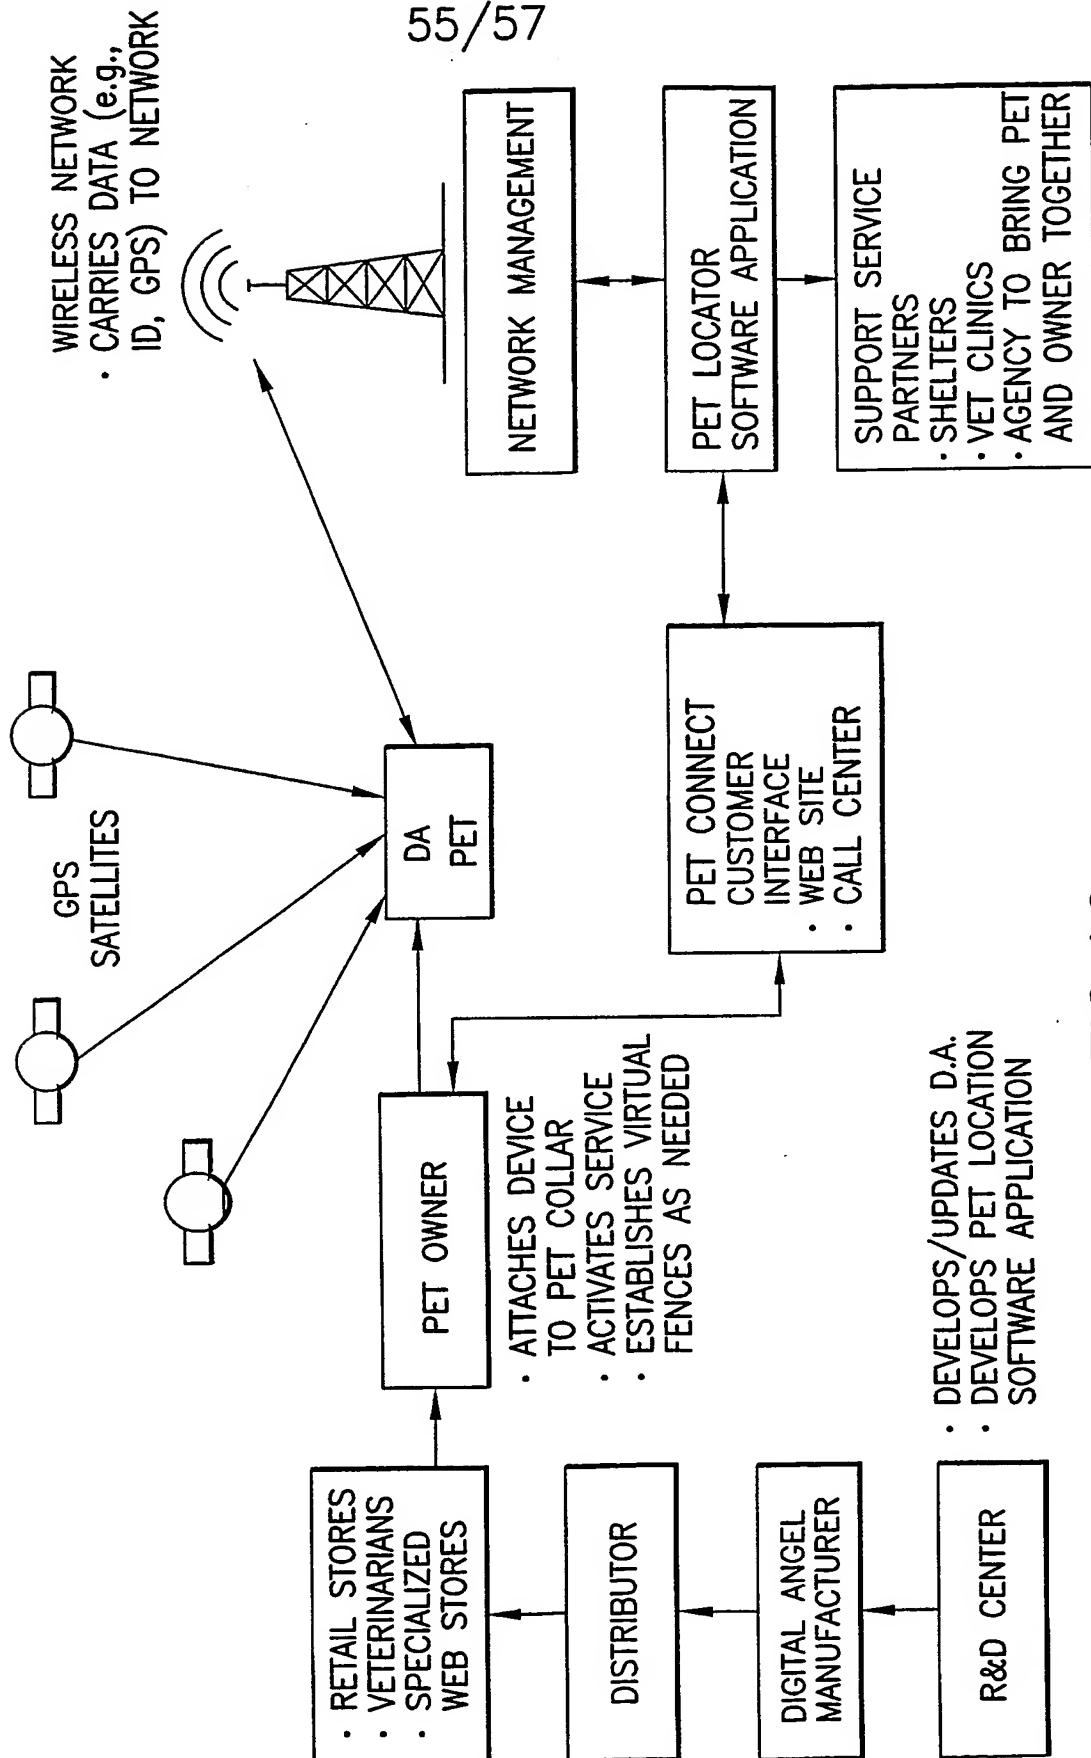 55/57
WIRELESS NETWORK
· CARRIES DATA (e.g.,
ID, GPS) TO NETWORK
GPS
SATELLITES
NETWORK MANAGEMENT
PET LOCATOR
SOFTWARE APPLICATION
SUPPORT SERVICE
PARTNERS
· SHELTERS
· VET CLINICS
· AGENCY TO BRING PET
AND OWNER TOGETHER
DA
PET
PET CONNECT
CUSTOMER
INTERFACE
· WEB SITE
· CALL CENTER
PET OWNER
· ATTACHES DEVICE
TO PET COLLAR
· ACTIVATES SERVICE
· ESTABLISHES VIRTUAL
FENCES AS NEEDED
· RETAIL STORES
· VETERINARIANS
· SPECIALIZED
WEB STORES
DISTRIBUTOR
DIGITAL ANGEL
MANUFACTURER
R&D CENTER
· DEVELOPS/UPDATES D.A.
· DEVELOPS PET LOCATION
SOFTWARE APPLICATION